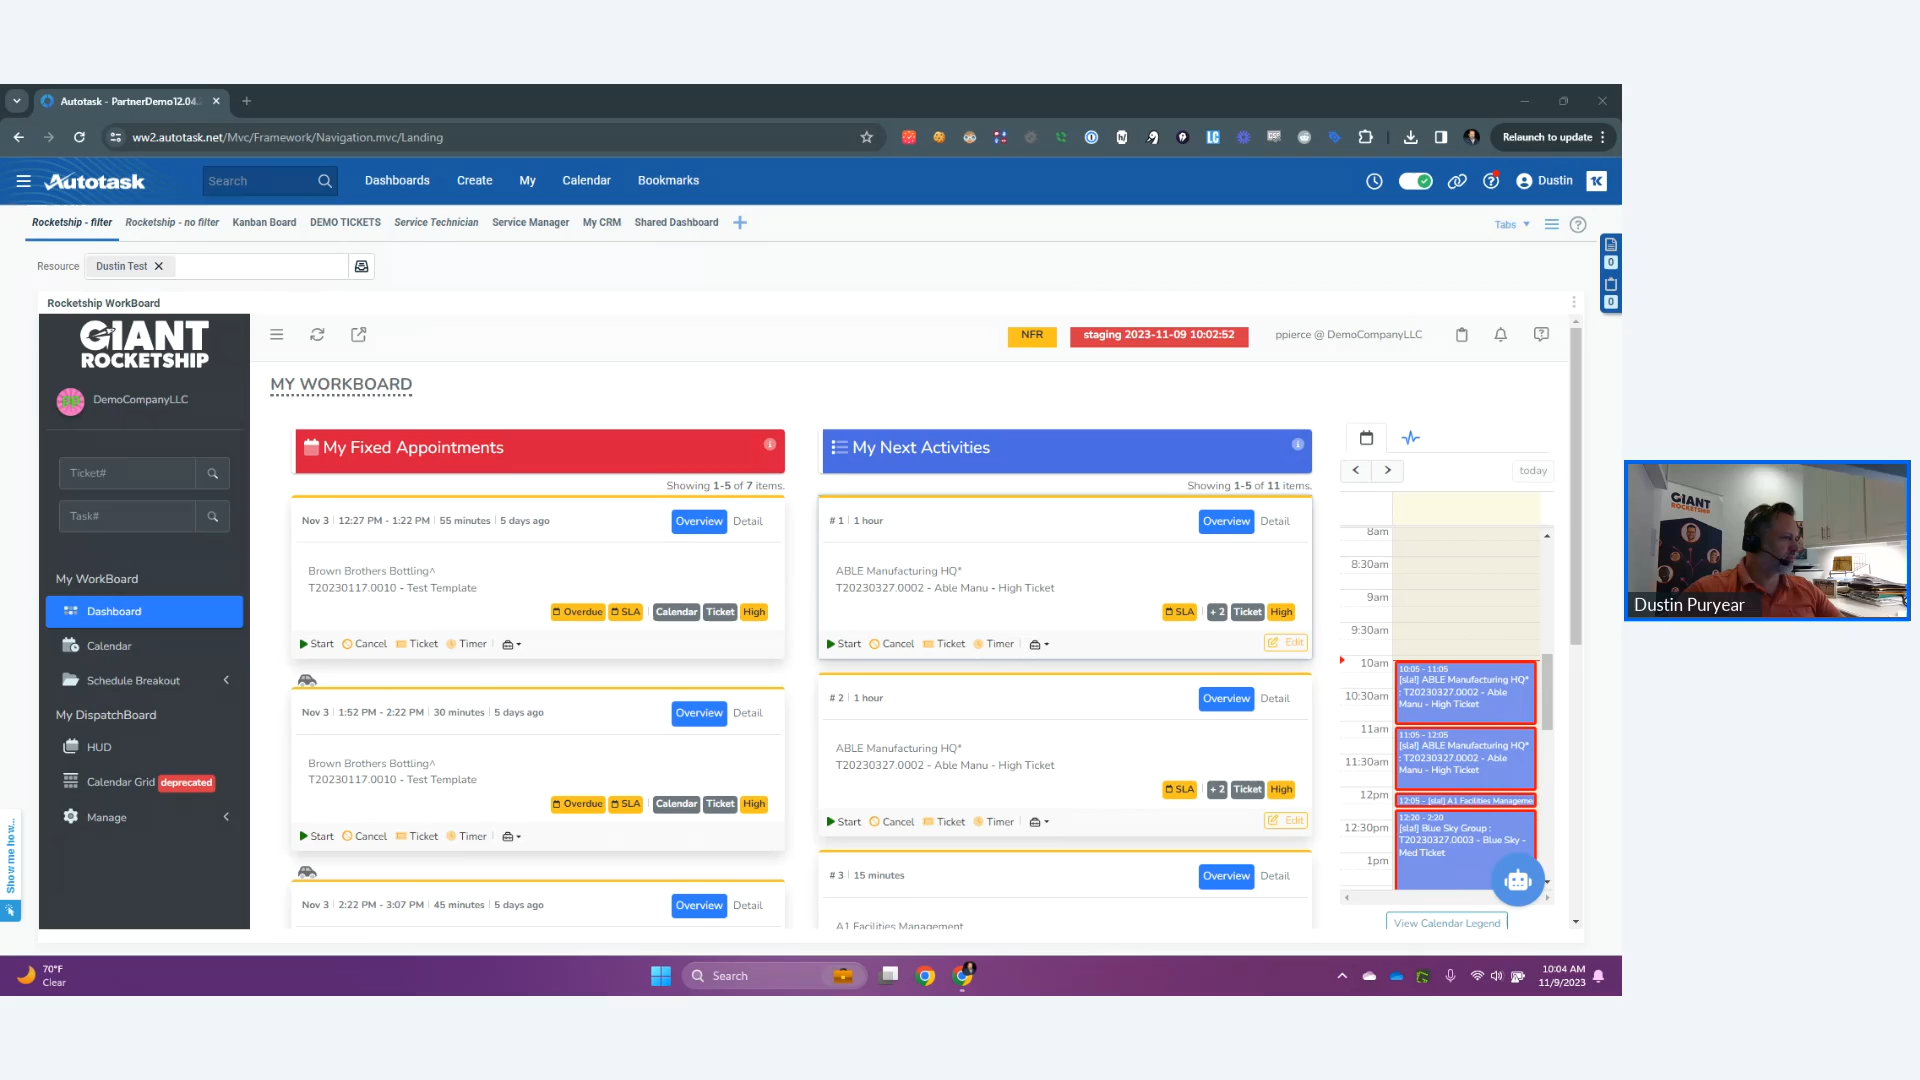 Autotask - PartnerDemo12.04.
ww2.autotask.net/Mvc/Framework/Navigation.mvc/Landing
Relaunch to update
Autotask
Search
Dashboards
Create
My
Calendar
Bookmarks
Dustin
Rocketship - filter
Rocketship - no filter
Kanban Board
DEMO TICKETS
Service Technician
Service Manager
My CRM
Shared Dashboard
Tabs
Resource
Dustin Test
0
0
Rocketship WorkBoard
GIANT
ROCKETSHIP
DemoCompanyLLC
Ticket#
Task#
My WorkBoard
Dashboard
Calendar
Schedule Breakout
My DispatchBoard
HUD
Calendar Grid deprecated
Manage
Show me how...
NFR
staging 2023-11-09 10:02:52
ppierce @ DemoCompanyLLC
MY WORKBOARD
My Fixed Appointments
Showing 1-5 of 7 items.
Nov 3 | 12:27 PM - 1:22 PM | 55 minutes | 5 days ago
Overview Detail
Brown Brothers Bottling^
T20230117.0010 - Test Template
Overdue SLA | Calendar Ticket High
Start Cancel Ticket Timer
Nov 3 | 1:52 PM - 2:22 PM | 30 minutes | 5 days ago
Overview Detail
Brown Brothers Bottling^
T20230117.0010 - Test Template
Overdue SLA | Calendar Ticket High
Start Cancel Ticket Timer
Nov 3 | 2:22 PM - 3:07 PM | 45 minutes | 5 days ago
Overview Detail
My Next Activities
Showing 1-5 of 11 items.
# 1 | 1 hour
Overview Detail
ABLE Manufacturing HQ*
T20230327.0002 - Able Manu - High Ticket
SLA | + 2 Ticket High
Start Cancel Ticket Timer Edit
# 2 | 1 hour
Overview Detail
ABLE Manufacturing HQ*
T20230327.0002 - Able Manu - High Ticket
SLA | + 2 Ticket High
Start Cancel Ticket Timer Edit
# 3 | 15 minutes
Overview Detail
A1 Facilities Management
today
8am
8:30am
9am
9:30am
10am
10:30am
11am
11:30am
12pm
12:30pm
1pm
10:05 - 11:05
[sla!] ABLE Manufacturing HQ*
: T20230327.0002 - Able
Manu - High Ticket
11:05 - 12:05
[sla!] ABLE Manufacturing HQ*
: T20230327.0002 - Able
Manu - High Ticket
12:05 - [sla!] A1 Facilities Manageme
12:20 - 2:20
[sla!] Blue Sky Group :
T20230327.0003 - Blue Sky -
Med Ticket
View Calendar Legend
GIANT
ROCKETSHIP
Dustin Puryear
70°F
Clear
Search
10:04 AM
11/9/2023